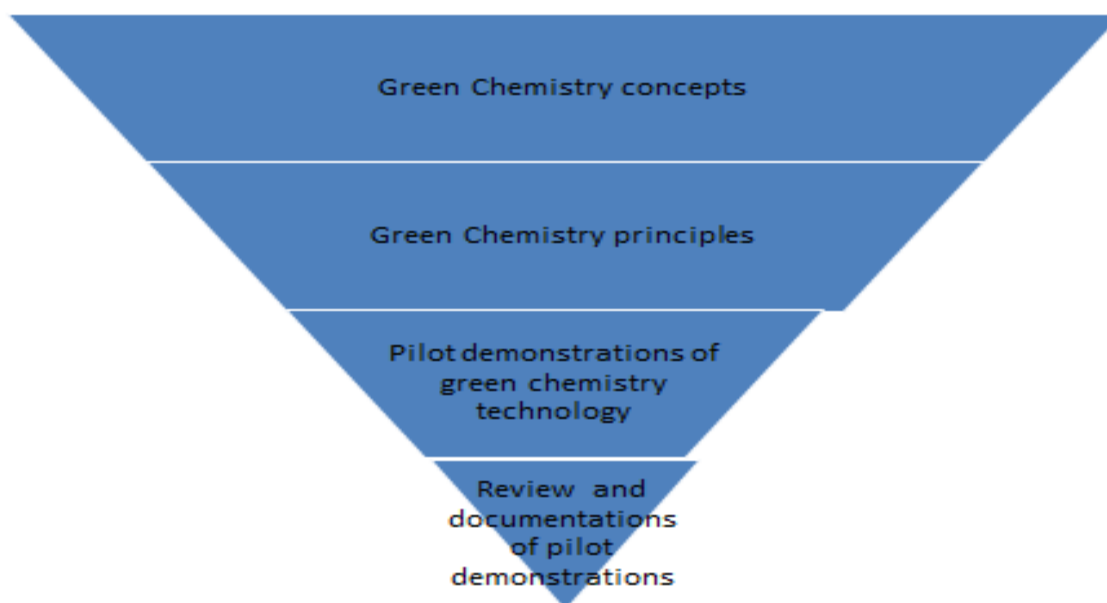 Green Chemistry concepts
Green Chemistry principles
Pilot demonstrations of
green chemistry
technology
Review and
documentations
of pilot
demonstrations